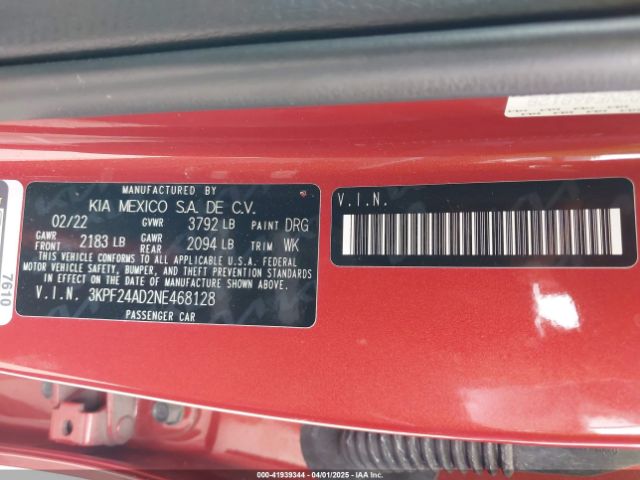 MANUFACTURED BY
KIA MEXICO S.A. DE C.V.
02/22 GVWR 3792 LB PAINT DRG
GAWR FRONT 2183 LB GAWR REAR 2094 LB TRIM WK
THIS VEHICLE CONFORMS TO ALL APPLICABLE U.S.A. FEDERAL
MOTOR VEHICLE SAFETY, BUMPER, AND THEFT PREVENTION STANDARDS
IN EFFECT ON THE DATE OF MANUFACTURE SHOWN ABOVE.
V.I.N. 3KPF24AD2NE468128
PASSENGER CAR
V.I.N.
7610
000-41939344 04/01/2025 IAAI.COM